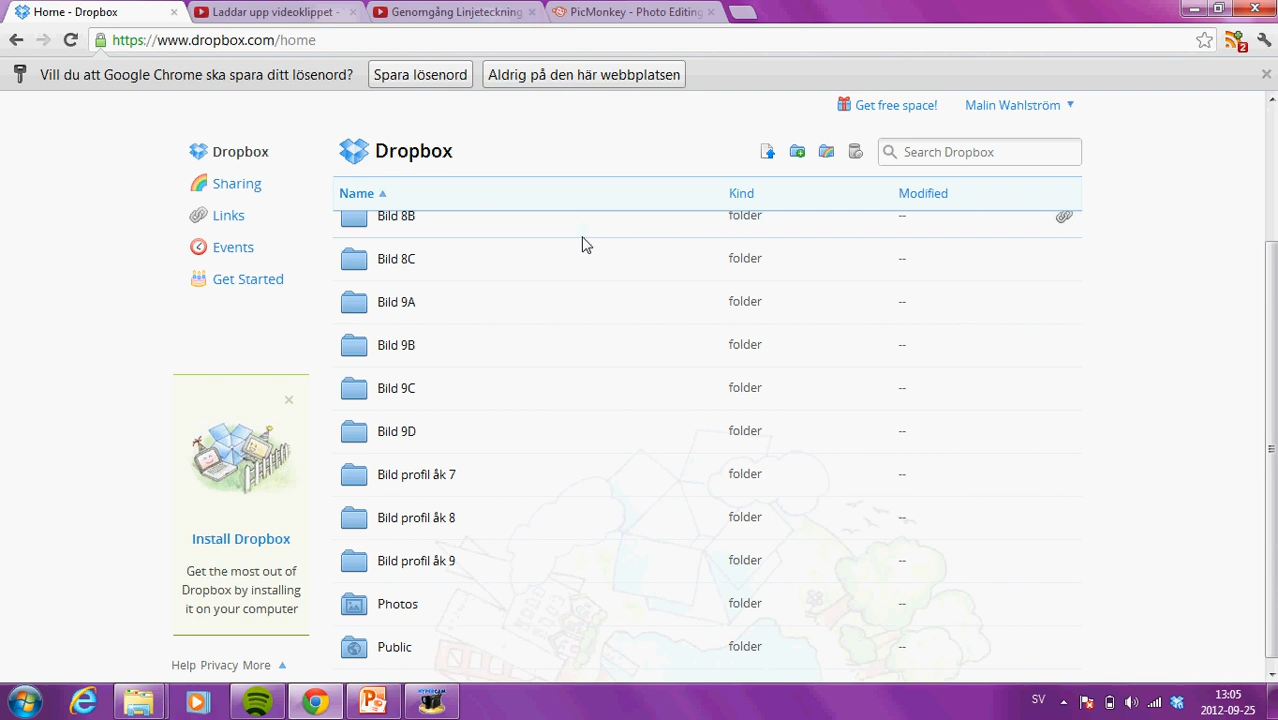 Home - Dropbox
Laddar upp videoklippet -
Genomgång Linjeteckning
PicMonkey - Photo Editing
https://www.dropbox.com/home
2
Vill du att Google Chrome ska spara ditt lösenord?
Spara lösenord
Aldrig på den här webbplatsen
Get free space!
Malin Wahlström
Dropbox
Sharing
Links
Events
Get Started
Dropbox
Search Dropbox
Name
Kind
Modified
Bild 8B folder --
Bild 8C folder --
Bild 9A folder --
Bild 9B folder --
Bild 9C folder --
Bild 9D folder --
Bild profil åk 7 folder --
Bild profil åk 8 folder --
Bild profil åk 9 folder --
Photos folder --
Public folder --
Install Dropbox
Get the most out of
Dropbox by installing
it on your computer
Help Privacy More
HYPERCAM
SV
13:05
2012-09-25